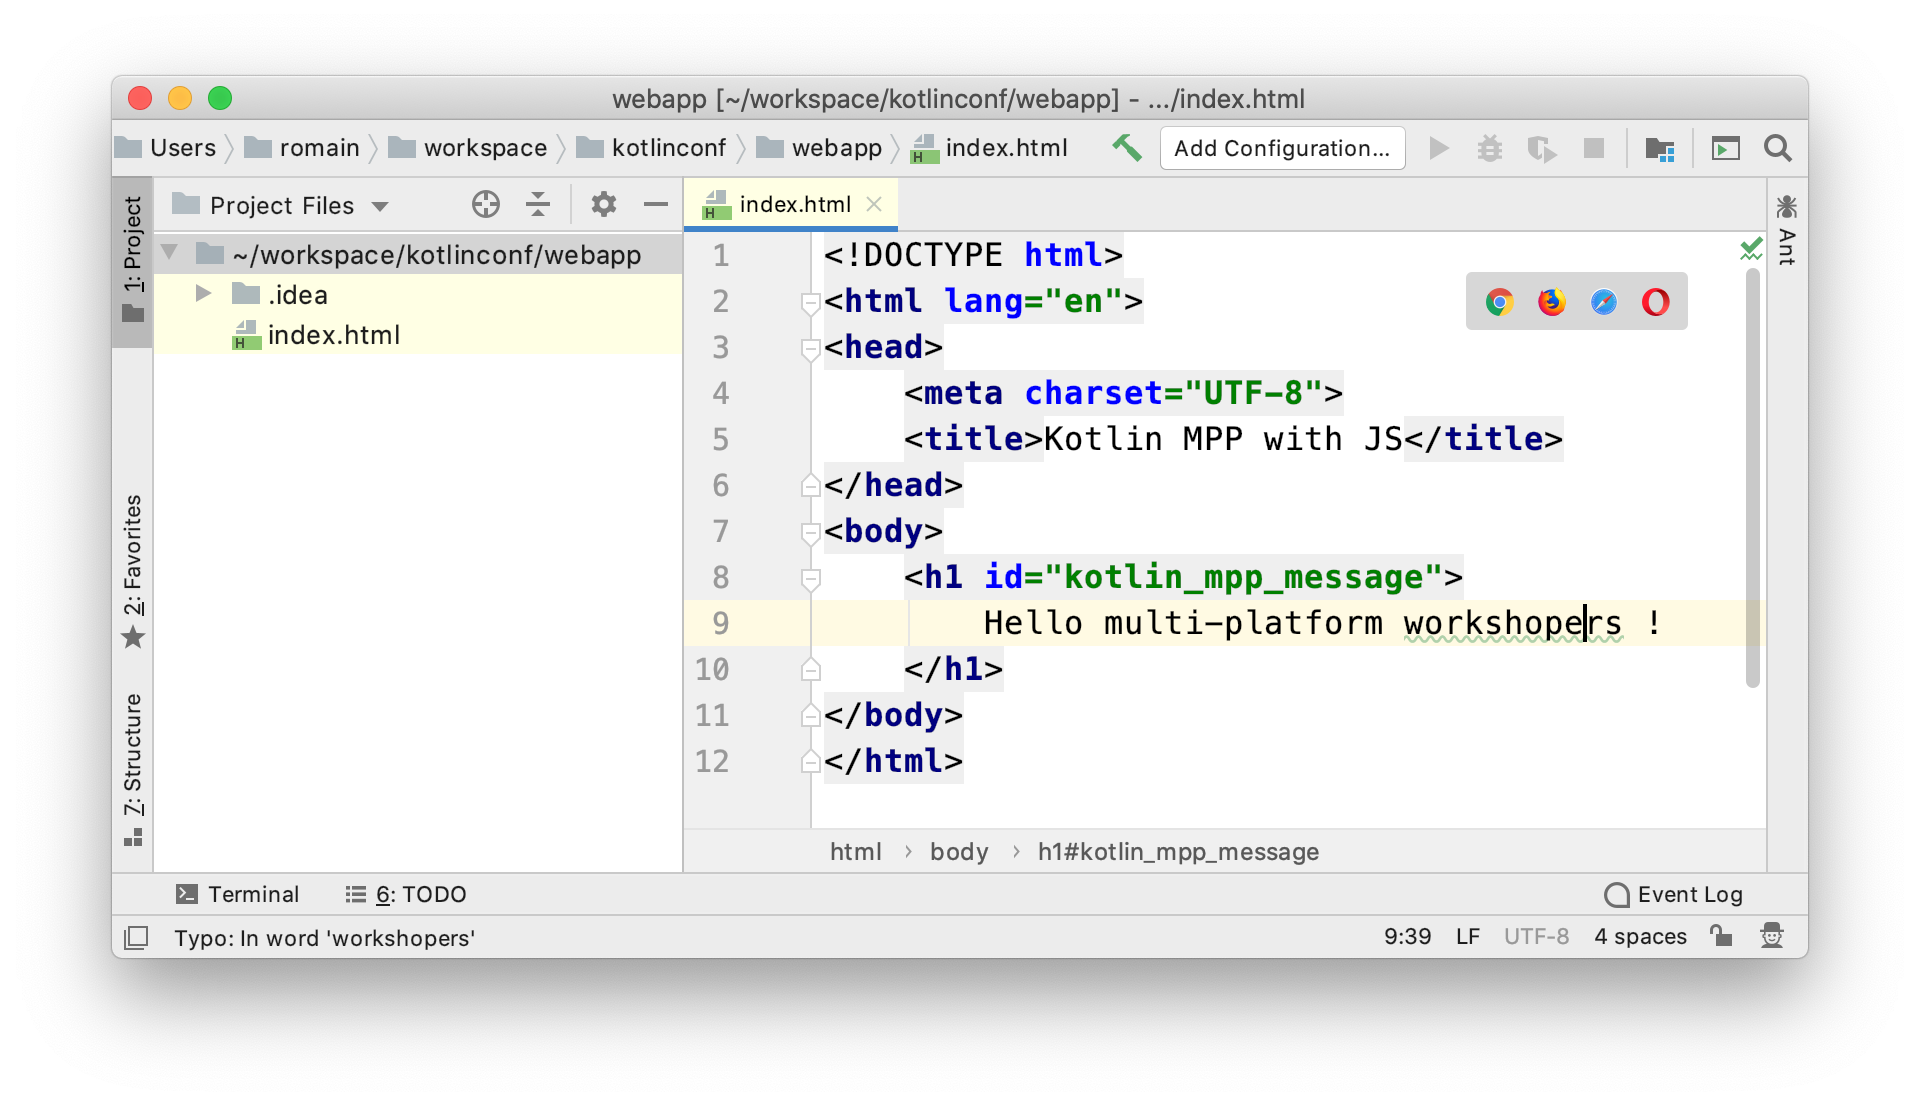 webapp [~/workspace/kotlinconf/webapp] - .../index.html
Users romain workspace kotlinconf webapp index.html Add Configuration...
1: Project
Project Files
index.html
~/workspace/kotlinconf/webapp
.idea
index.html
2: Favorites
7: Structure
1 <!DOCTYPE html>
2 <html lang="en">
3 <head>
4 <meta charset="UTF-8">
5 <title>Kotlin MPP with JS</title>
6 </head>
7 <body>
8 <h1 id="kotlin_mpp_message">
9 Hello multi-platform workshopers !
10 </h1>
11 </body>
12 </html>
Ant
html › body › h1#kotlin_mpp_message
Terminal 6: TODO Event Log
Typo: In word 'workshopers' 9:39 LF UTF-8 4 spaces